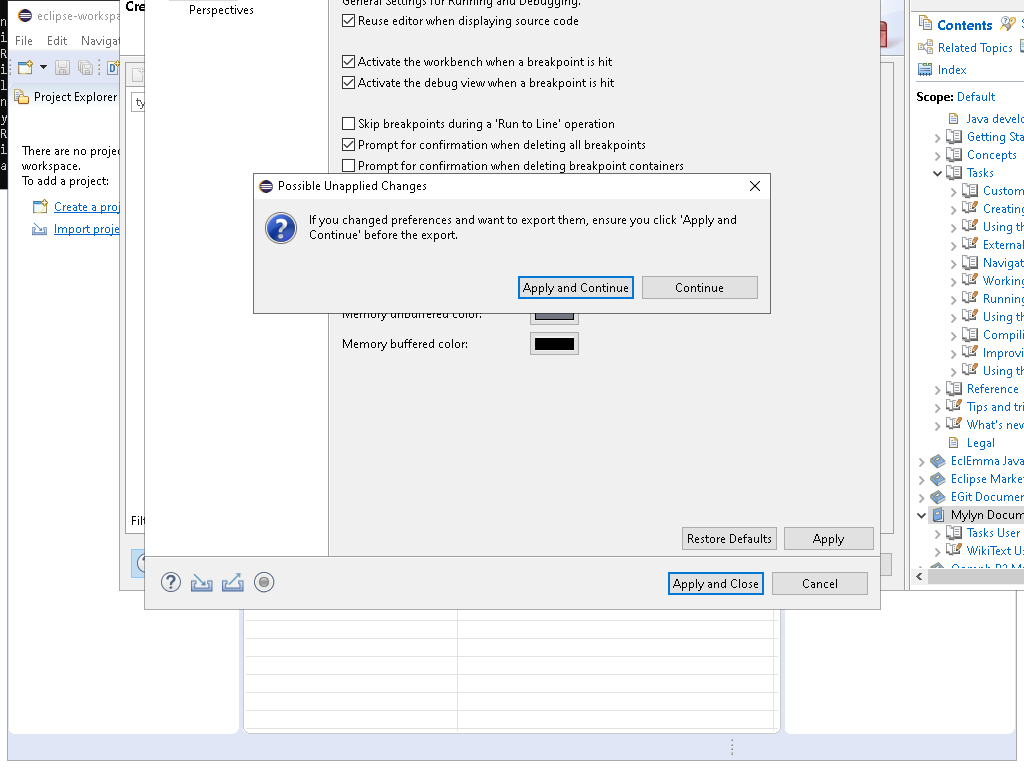 eclipse-workspa
Cre
File Edit Navigat
Project Explorer
There are no projec
workspace.
To add a project:
Create a proj
Import proje
ty
Filt
Perspectives
General Settings for Running and Debugging.
Reuse editor when displaying source code
Activate the workbench when a breakpoint is hit
Activate the debug view when a breakpoint is hit
Skip breakpoints during a 'Run to Line' operation
Prompt for confirmation when deleting all breakpoints
Prompt for confirmation when deleting breakpoint containers
Possible Unapplied Changes
If you changed preferences and want to export them, ensure you click 'Apply and
Continue' before the export.
Apply and Continue
Continue
Memory unbuffered color:
Memory buffered color:
Restore Defaults
Apply
Apply and Close
Cancel
Contents
Related Topics
Index
Scope: Default
Java develo
Getting Sta
Concepts
Tasks
Custom
Creating
Using th
External
Navigat
Working
Running
Using th
Compili
Improvi
Using th
Reference
Tips and tri
What's new
Legal
EclEmma Java
Eclipse Marke
EGit Documen
Mylyn Docum
Tasks User
WikiText Us